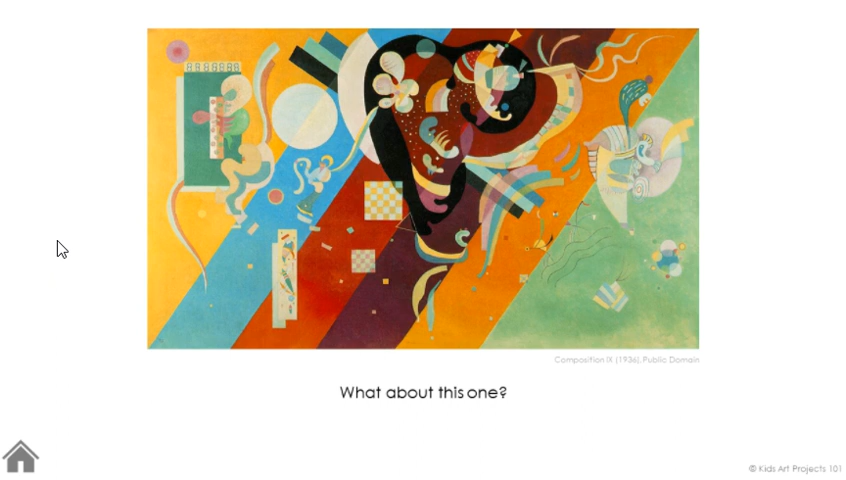 Composition IX (1936), Public Domain
What about this one?
© Kids Art Projects 101